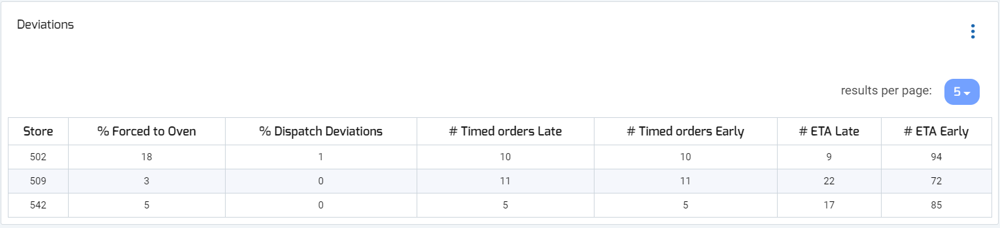 Deviations
results per page: 5
Store % Forced to Oven % Dispatch Deviations # Timed orders Late # Timed orders Early # ETA Late # ETA Early
502 18 1 10 10 9 94
509 3 0 11 11 22 72
542 5 0 5 5 17 85